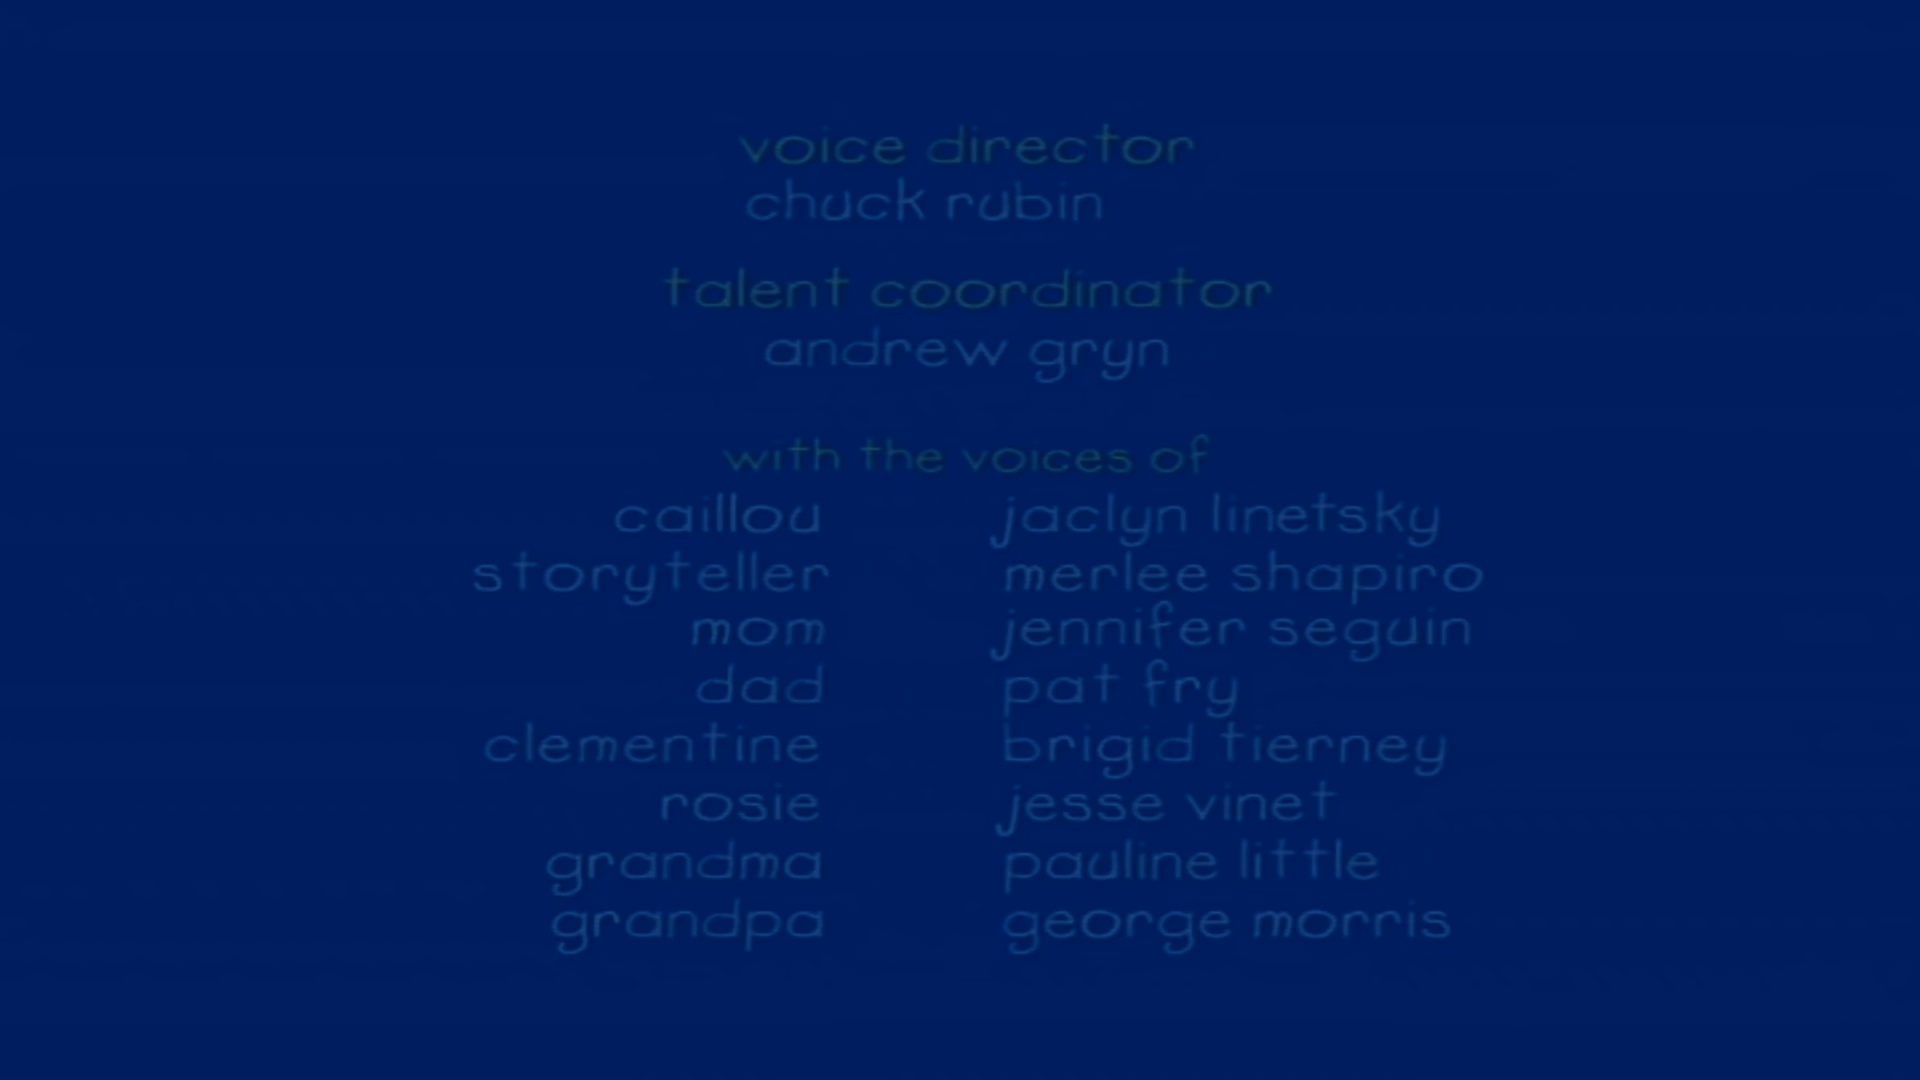 voice director
chuck rubin
talent coordinator
andrew gryn
with the voices of
caillou jaclyn linetsky
storyteller merlee shapiro
mom jennifer seguin
dad pat fry
clementine brigid tierney
rosie jesse vinet
grandma pauline little
grandpa george morris